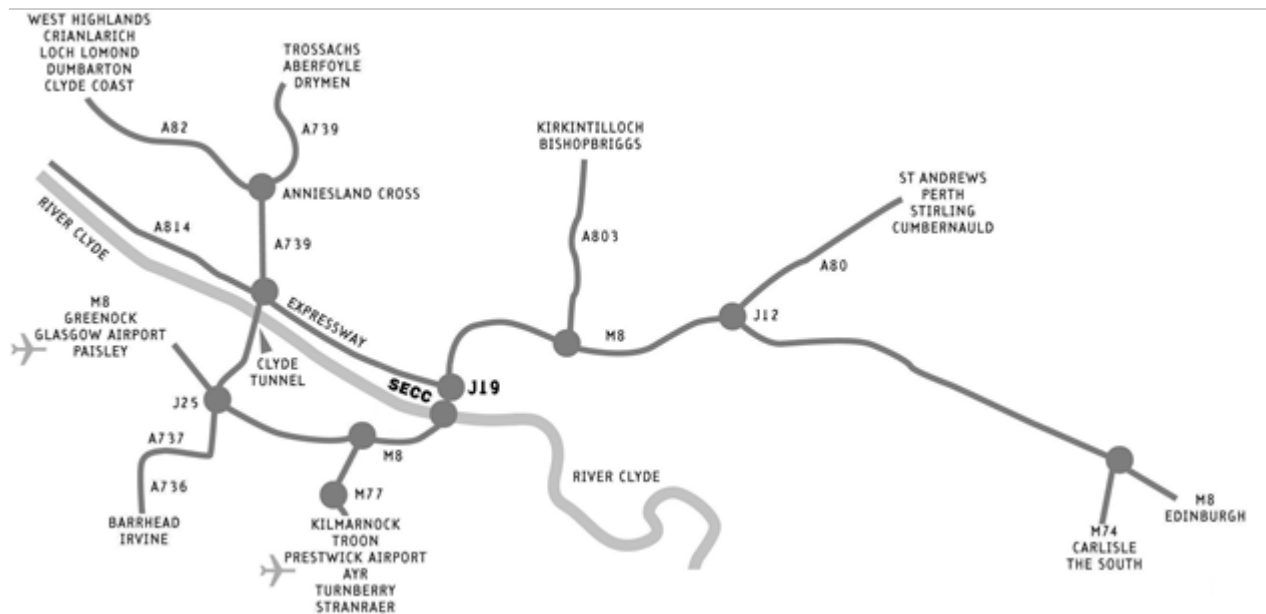 WEST HIGHLANDS
CRIANLARICH
LOCH LOMOND
DUMBARTON
CLYDE COAST
TROSSACHS
ABERFOYLE
DRYMEN
A82
A739
KIRKINTILLOCH
BISHOPBRIGGS
ANNIESLAND CROSS
ST ANDREWS
PERTH
STIRLING
CUMBERNAULD
RIVER CLYDE
A814
A739
A803
A80
M8
GREENOCK
GLASGOW AIRPORT
PAISLEY
EXPRESSWAY
CLYDE
TUNNEL
M8
J12
SECC
J19
J25
A737
M8
A736
M77
RIVER CLYDE
BARRHEAD
IRVINE
KILMARNOCK
TROON
PRESTWICK AIRPORT
AYR
TURNBERRY
STRANRAER
M8
EDINBURGH
M74
CARLISLE
THE SOUTH